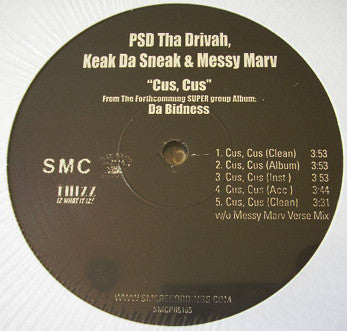 PSD Tha Drivah,
Keak Da Sneak & Messy Marv
"Cus, Cus"
From The Forthcomming SUPER group Album:
Da Bidness
SMC
THIZZ
IZ WHAT IT IZ!
1. Cus, Cus (Clean) 3:53
2. Cus, Cus (Album) 3:53
3. Cus, Cus (Inst.) 3:53
4. Cus, Cus (Acc.) 3:44
5. Cus, Cus (Clean) 3:31
w/o Messy Marv Verse Mix
WWW.SMCRECORDINGS.COM